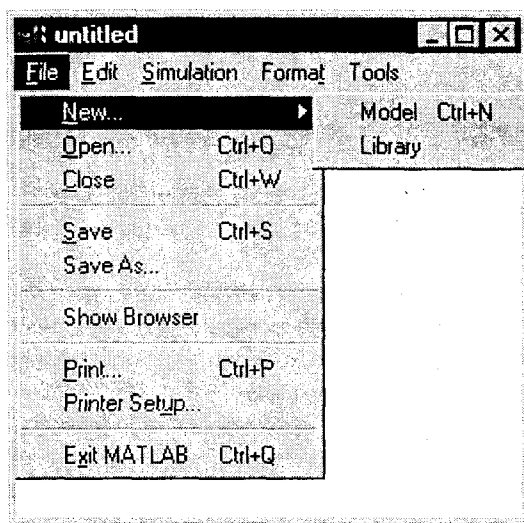 untitled
File Edit Simulation Format Tools
New... Model Ctrl+N
Open... Ctrl+O Library
Close Ctrl+W
Save Ctrl+S
Save As...
Show Browser
Print... Ctrl+P
Printer Setup...
Exit MATLAB Ctrl+Q